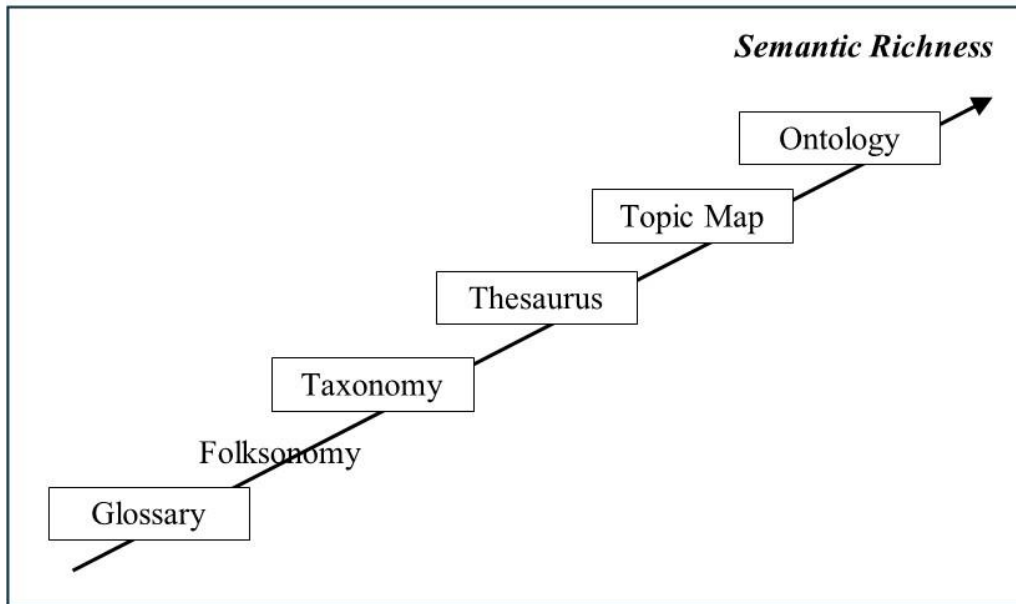 Semantic Richness
Ontology
Topic Map
Thesaurus
Taxonomy
Folksonomy
Glossary